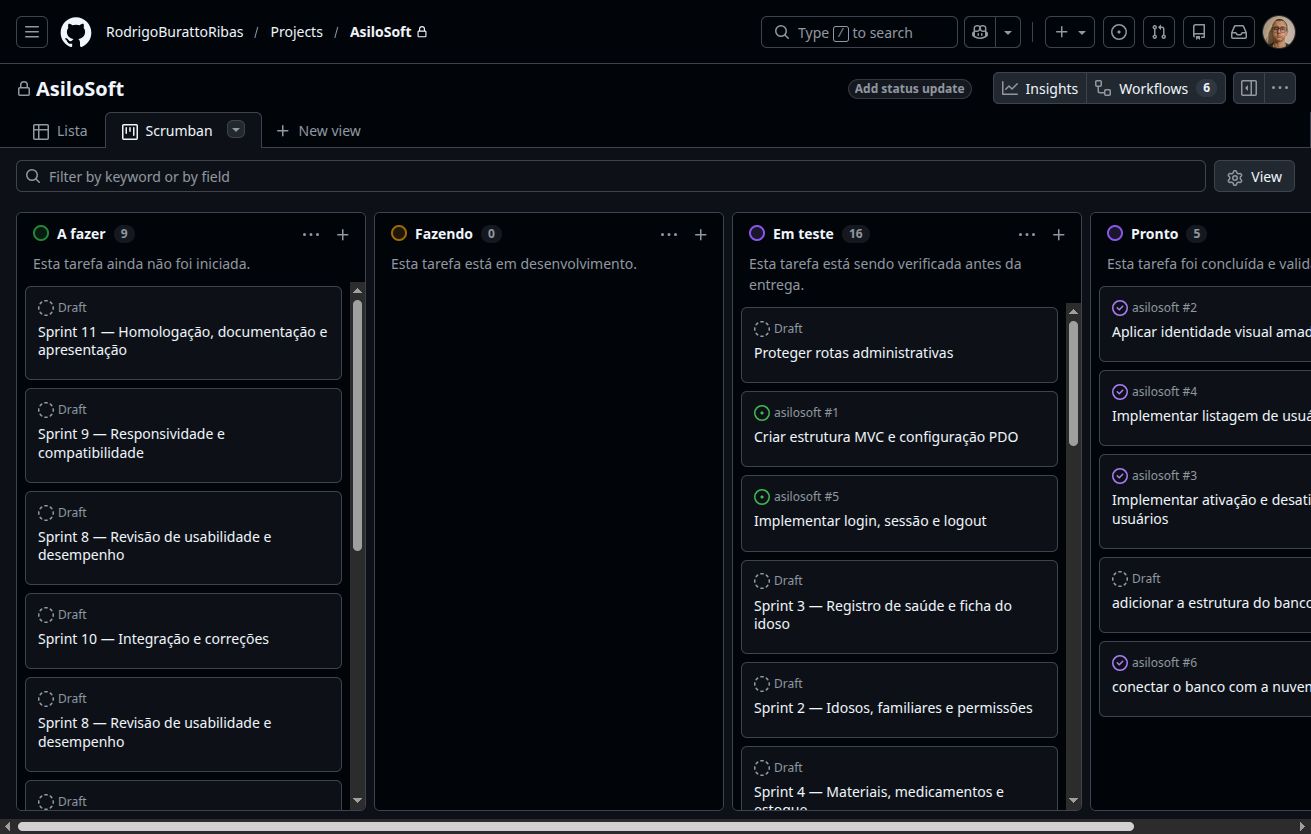 RodrigoBurattoRibas / Projects / AsiloSoft
Type / to search
AsiloSoft
Add status update
Insights
Workflows 6
Lista
Scrumban
New view
Filter by keyword or by field
View
A fazer 9
Esta tarefa ainda não foi iniciada.
Draft
Sprint 11 — Homologação, documentação e
apresentação
Draft
Sprint 9 — Responsividade e
compatibilidade
Draft
Sprint 8 — Revisão de usabilidade e
desempenho
Draft
Sprint 10 — Integração e correções
Draft
Sprint 8 — Revisão de usabilidade e
desempenho
Draft
Fazendo 0
Esta tarefa está em desenvolvimento.
Em teste 16
Esta tarefa está sendo verificada antes da
entrega.
Draft
Proteger rotas administrativas
asilosoft #1
Criar estrutura MVC e configuração PDO
asilosoft #5
Implementar login, sessão e logout
Draft
Sprint 3 — Registro de saúde e ficha do
idoso
Draft
Sprint 2 — Idosos, familiares e permissões
Draft
Sprint 4 — Materiais, medicamentos e
estoque
Pronto 5
Esta tarefa foi concluída e valid
asilosoft #2
Aplicar identidade visual amad
asilosoft #4
Implementar listagem de usuá
asilosoft #3
Implementar ativação e desati
usuários
Draft
adicionar a estrutura do banco
asilosoft #6
conectar o banco com a nuven